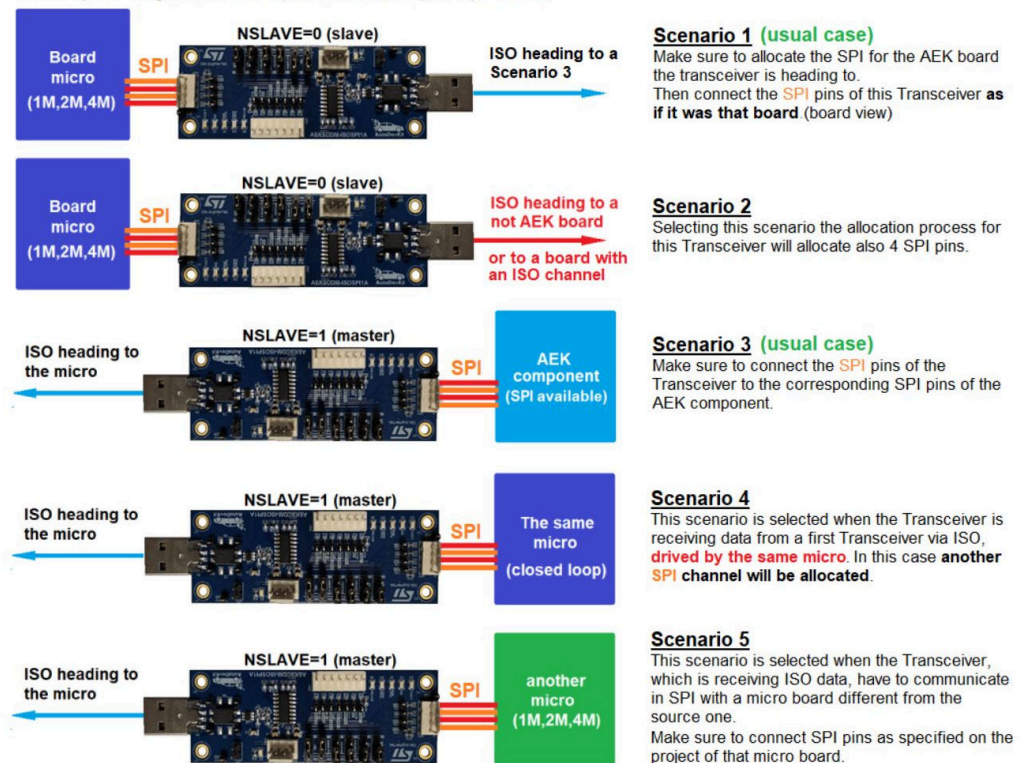 NSLAVE=0 (slave)
Board
micro
(1M,2M,4M)
SPI
ISO heading to a
Scenario 3
Scenario 1 (usual case)
Make sure to allocate the SPI for the AEK board
the transceiver is heading to.
Then connect the SPI pins of this Transceiver as
if it was that board.(board view)
NSLAVE=0 (slave)
Board
micro
(1M,2M,4M)
SPI
ISO heading to a
not AEK board
or to a board with
an ISO channel
Scenario 2
Selecting this scenario the allocation process for
this Transceiver will allocate also 4 SPI pins.
NSLAVE=1 (master)
ISO heading to
the micro
SPI
AEK
component
(SPI available)
Scenario 3 (usual case)
Make sure to connect the SPI pins of the
Transceiver to the corresponding SPI pins of the
AEK component.
NSLAVE=1 (master)
ISO heading to
the micro
SPI
The same
micro
(closed loop)
Scenario 4
This scenario is selected when the Transceiver is
receiving data from a first Transceiver via ISO,
drived by the same micro. In this case another
SPI channel will be allocated.
NSLAVE=1 (master)
ISO heading to
the micro
SPI
another
micro
(1M,2M,4M)
Scenario 5
This scenario is selected when the Transceiver,
which is receiving ISO data, have to communicate
in SPI with a micro board different from the
source one.
Make sure to connect SPI pins as specified on the
project of that micro board.